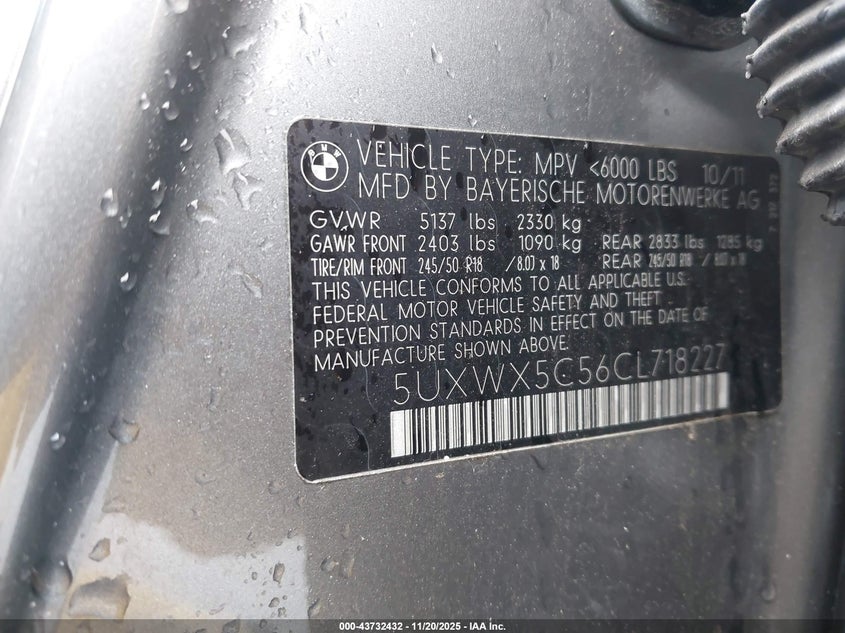 BMW
VEHICLE TYPE: MPV <6000 LBS 10/11
MFD BY BAYERISCHE MOTORENWERKE AG
GVWR 5137 lbs 2330 kg
GAWR FRONT 2403 lbs 1090 kg REAR 2833 lbs 1285 kg
TIRE/RIM FRONT 245/50 R18 / 8.0J x 18 REAR 245/50 R18 / 8.0J x 18
THIS VEHICLE CONFORMS TO ALL APPLICABLE U.S.
FEDERAL MOTOR VEHICLE SAFETY AND THEFT
PREVENTION STANDARDS IN EFFECT ON THE DATE OF
MANUFACTURE SHOWN ABOVE.
5UXWX5C56CL718227
000-43732432 - 11/20/2025 - IAA Inc.